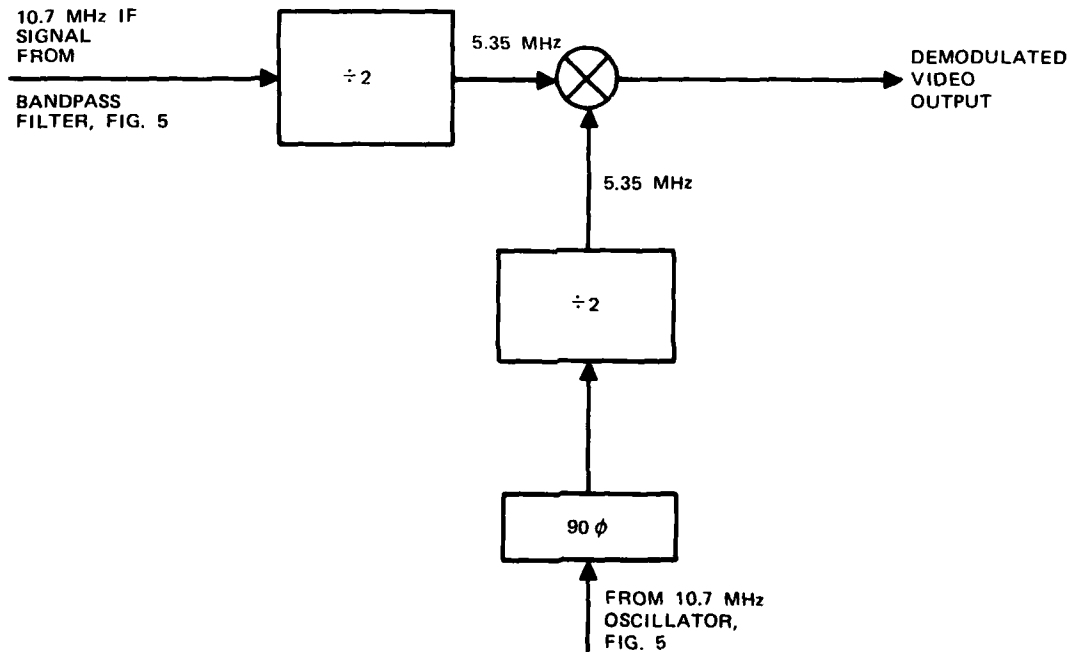 10.7 MHz IF
SIGNAL
FROM
BANDPASS
FILTER, FIG. 5
÷2
5.35 MHz
DEMODULATED
VIDEO
OUTPUT
5.35 MHz
÷2
90 ϕ
FROM 10.7 MHz
OSCILLATOR,
FIG. 5